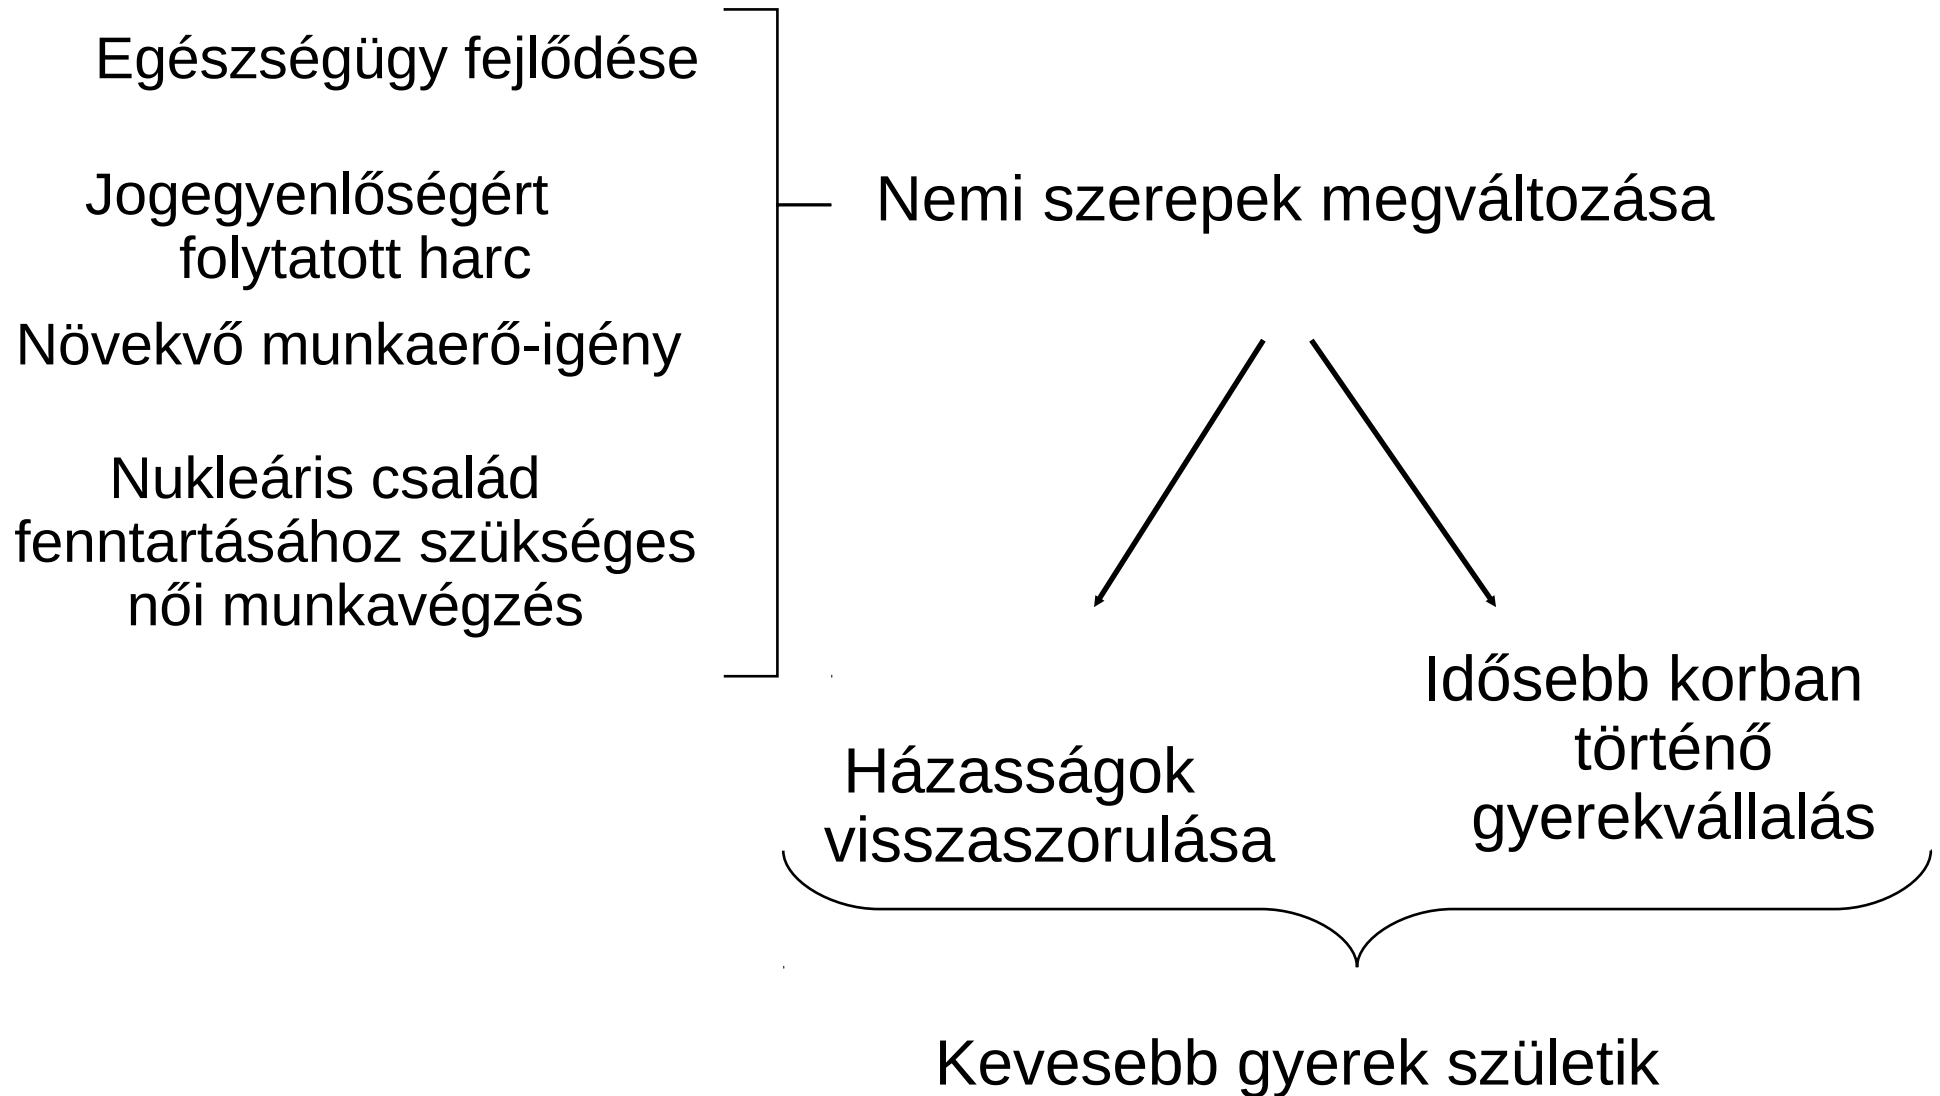 Egészségügy fejlődése
Jogegyenlőségért
folytatott harc
Növekvő munkaerő-igény
Nukleáris család
fenntartásához szükséges
női munkavégzés
Nemi szerepek megváltozása
Házasságok
visszaszorulása
Idősebb korban
történő
gyerekvállalás
Kevesebb gyerek születik